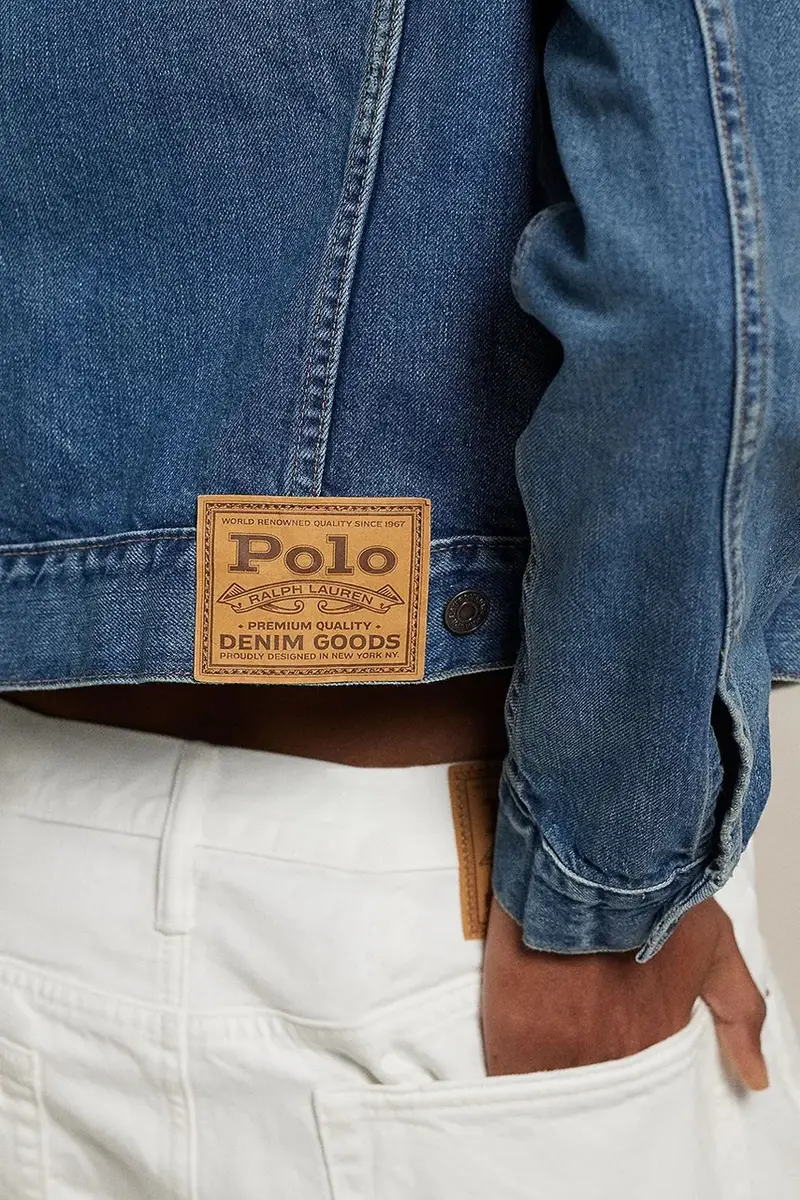 WORLD RENOWNED QUALITY SINCE 1967
Polo
RALPH LAUREN
• PREMIUM QUALITY •
DENIM GOODS
PROUDLY DESIGNED IN NEW YORK NY.